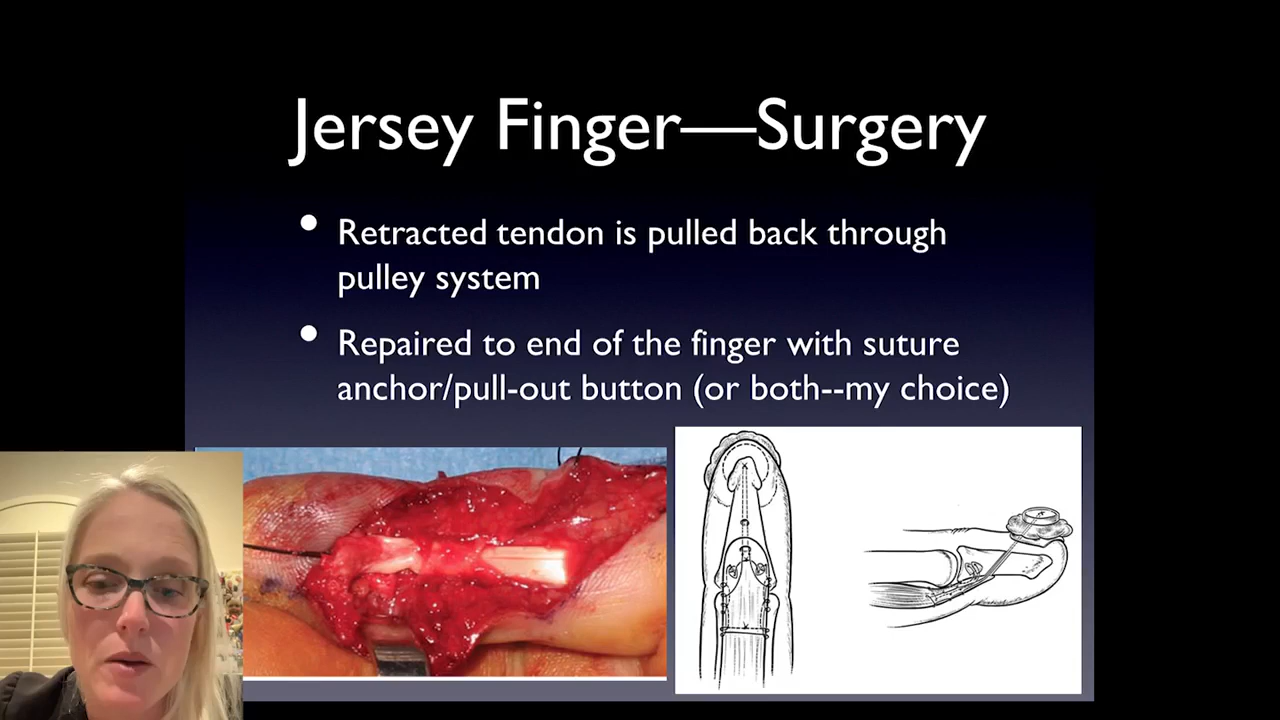 Jersey Finger—Surgery
• Retracted tendon is pulled back through
pulley system
• Repaired to end of the finger with suture
anchor/pull-out button (or both--my choice)